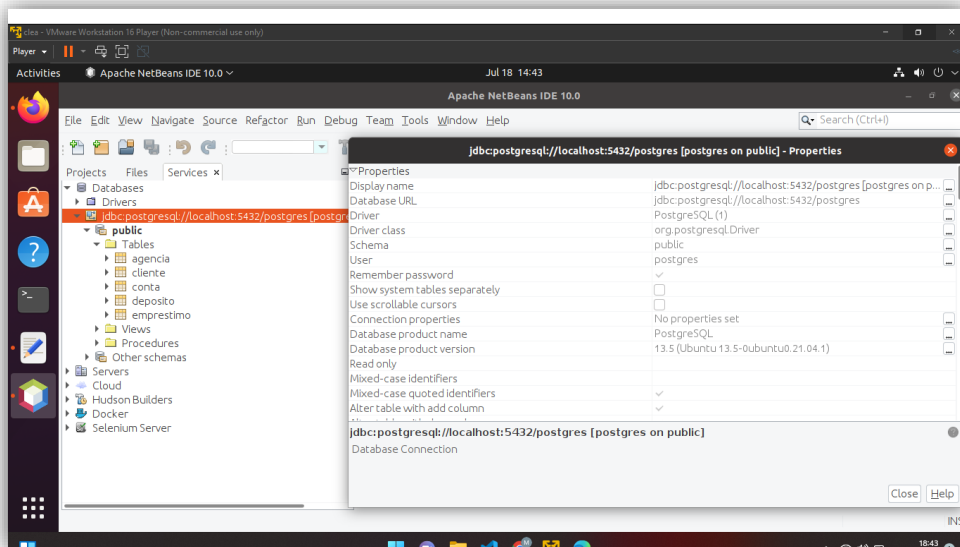 clea - VMware Workstation 16 Player (Non-commercial use only)
Player
Activities
Apache NetBeans IDE 10.0
Jul 18 14:43
Apache NetBeans IDE 10.0
File Edit View Navigate Source Refactor Run Debug Team Tools Window Help
Search (Ctrl+I)
Projects Files Services
Databases
Drivers
jdbc:postgresql://localhost:5432/postgres [postgre
public
Tables
agencia
cliente
conta
deposito
emprestimo
Views
Procedures
Other schemas
Servers
Cloud
Hudson Builders
Docker
Selenium Server
jdbc:postgresql://localhost:5432/postgres [postgres on public] - Properties
Properties
Display name jdbc:postgresql://localhost:5432/postgres [postgres on p...
Database URL jdbc:postgresql://localhost:5432/postgres
Driver PostgreSQL (1)
Driver class org.postgresql.Driver
Schema public
User postgres
Remember password
Show system tables separately
Use scrollable cursors
Connection properties No properties set
Database product name PostgreSQL
Database product version 13.5 (Ubuntu 13.5-0ubuntu0.21.04.1)
Read only
Mixed-case identifiers
Mixed-case quoted identifiers
Alter table with add column
jdbc:postgresql://localhost:5432/postgres [postgres on public]
Database Connection
Close Help
INS
18:43